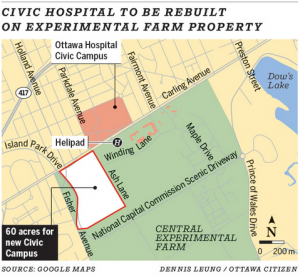 CIVIC HOSPITAL TO BE REBUILT
ON EXPERIMENTAL FARM PROPERTY
Holland Avenue
Parkdale Avenue
Ottawa Hospital
Civic Campus
Fairmont Avenue
Carling Avenue
Preston Street
Dow's
Lake
417
Helipad
H
Island Park Drive
Winding Lane
Maple Drive
Ash Lane
National Capital Commission Scenic Driveway
Prince of Wales Drive
Fisher Avenue
60 acres for
new Civic
Campus
CENTRAL
EXPERIMENTAL
FARM
N
0 200 m
SOURCE: GOOGLE MAPS
DENNIS LEUNG / OTTAWA CITIZEN